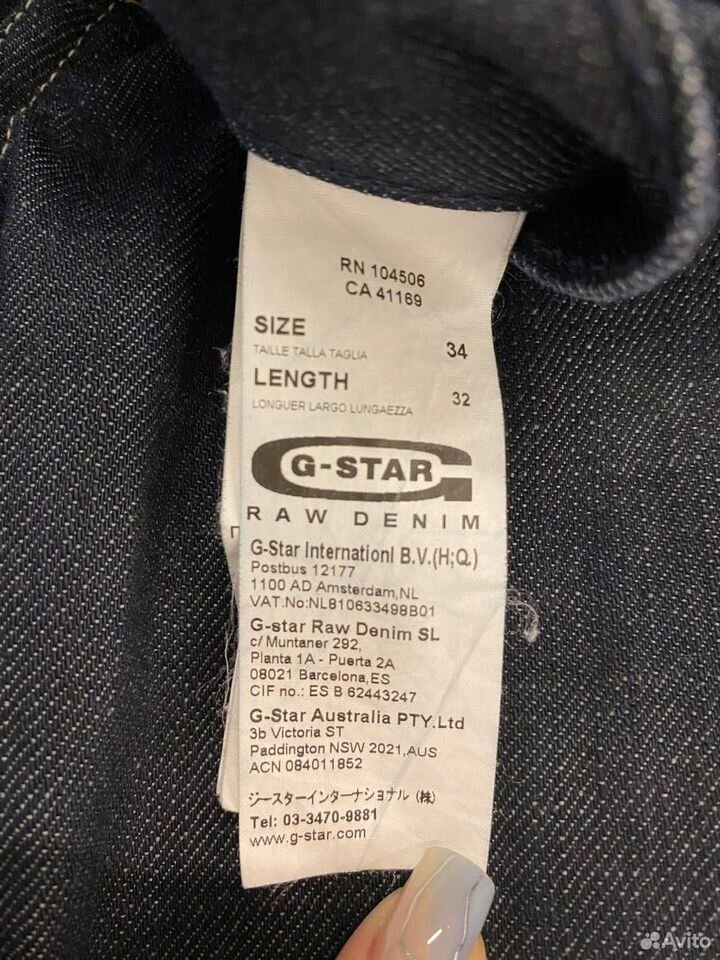 RN 104506
CA 41169
SIZE
TAILLE TALLA TAGLIA 34
LENGTH
LONGUER LARGO LUNGAEZZA 32
G-STAR
RAW DENIM
G-Star Internationl B.V.(H;Q.)
Postbus 12177
1100 AD Amsterdam,NL
VAT.No:NL810633498B01
G-star Raw Denim SL
c/ Muntaner 292,
Planta 1A - Puerta 2A
08021 Barcelona,ES
CIF no.: ES B 62443247
G-Star Australia PTY.Ltd
3b Victoria ST
Paddington NSW 2021,AUS
ACN 084011852
ジースターインターナショナル (株)
Tel: 03-3470-9881
www.g-star.com
Avito